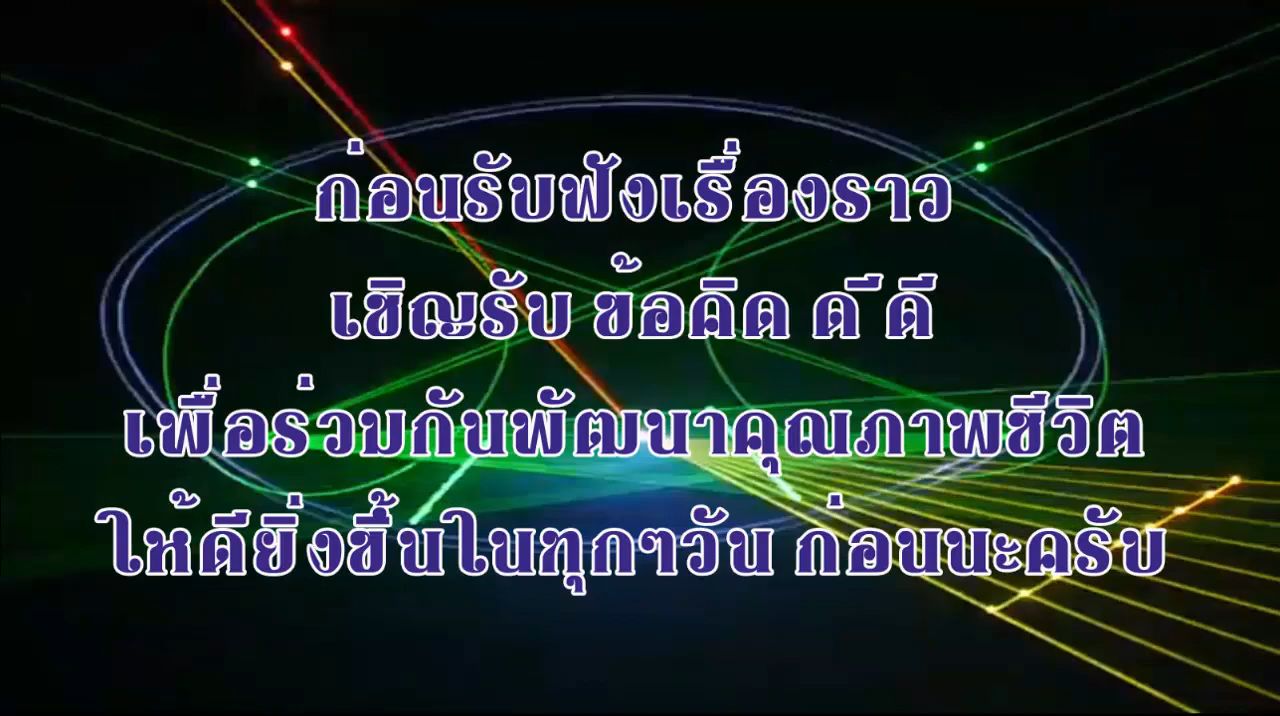 ก่อนรับฟังเรื่องราว
เชิญรับ ข้อคิด ด ีดี
เพื่อร่วมกันพัฒนาคุณภาพชีวิต
ให้ดียิ่งขึ้นในทุกๆวัน ก่อนนะครับ